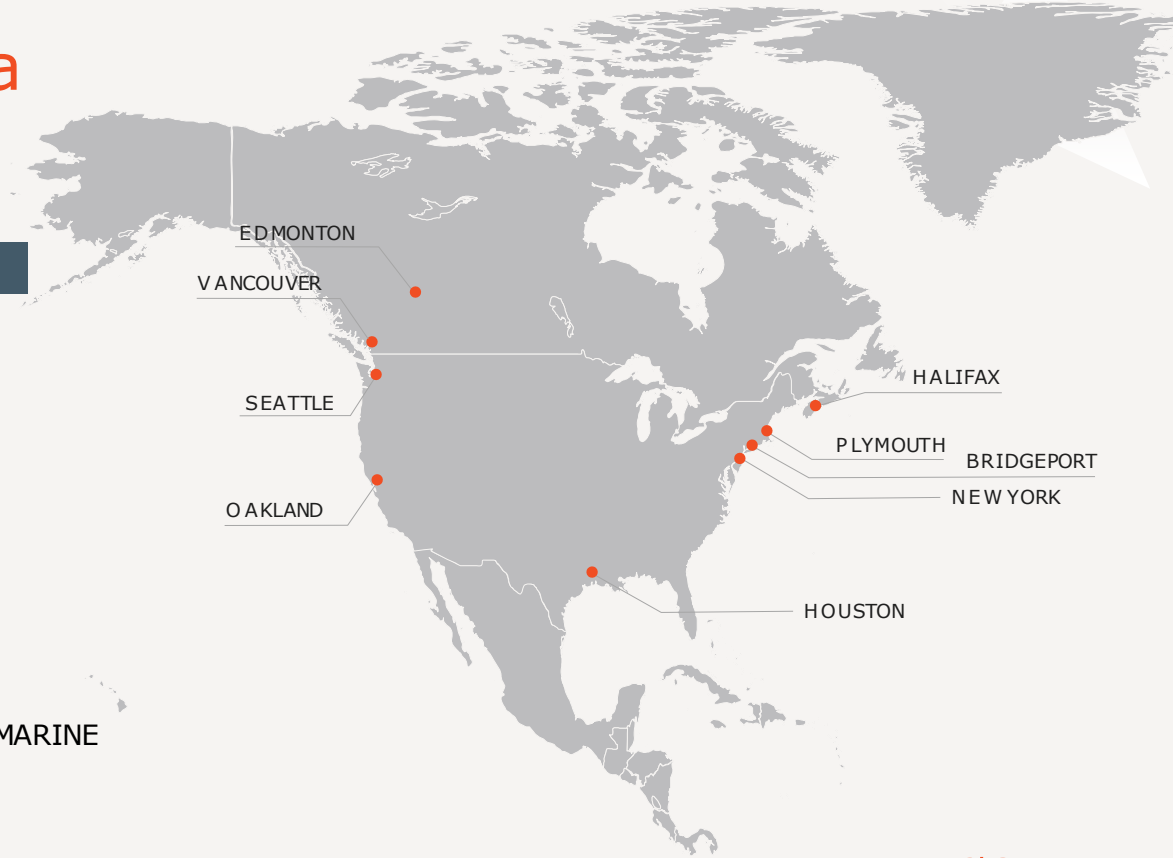 a
EDMONTON
VANCOUVER
HALIFAX
SEATTLE
PLYMOUTH
BRIDGEPORT
NEW YORK
OAKLAND
HOUSTON
MARINE